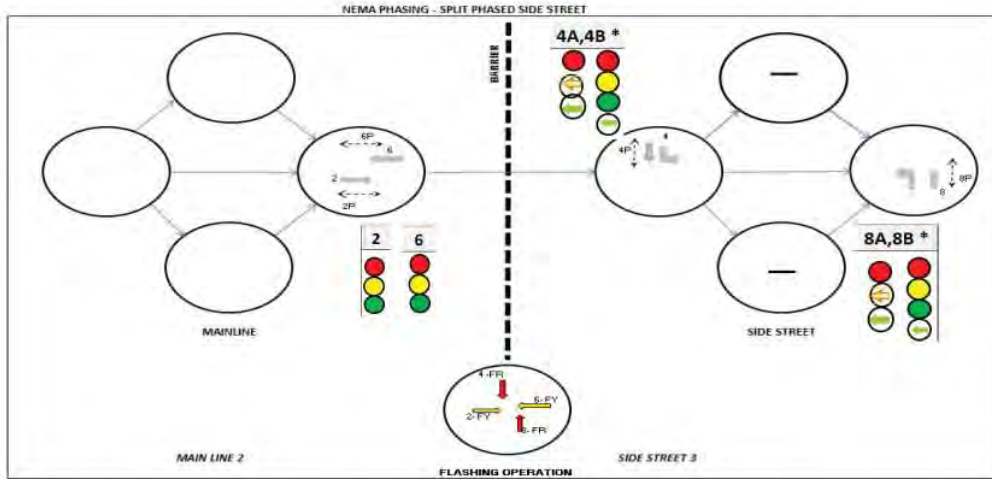 NEMA PHASING - SPLIT PHASED SIDE STREET
BARRIER
4A,4B *
6P
6
2
2P
4
4P
8P
8
2 6
8A,8B *
MAINLINE
SIDE STREET
4 -FR
6- FY
2- FY
8- FR
MAIN LINE 2
SIDE STREET 3
FLASHING OPERATION